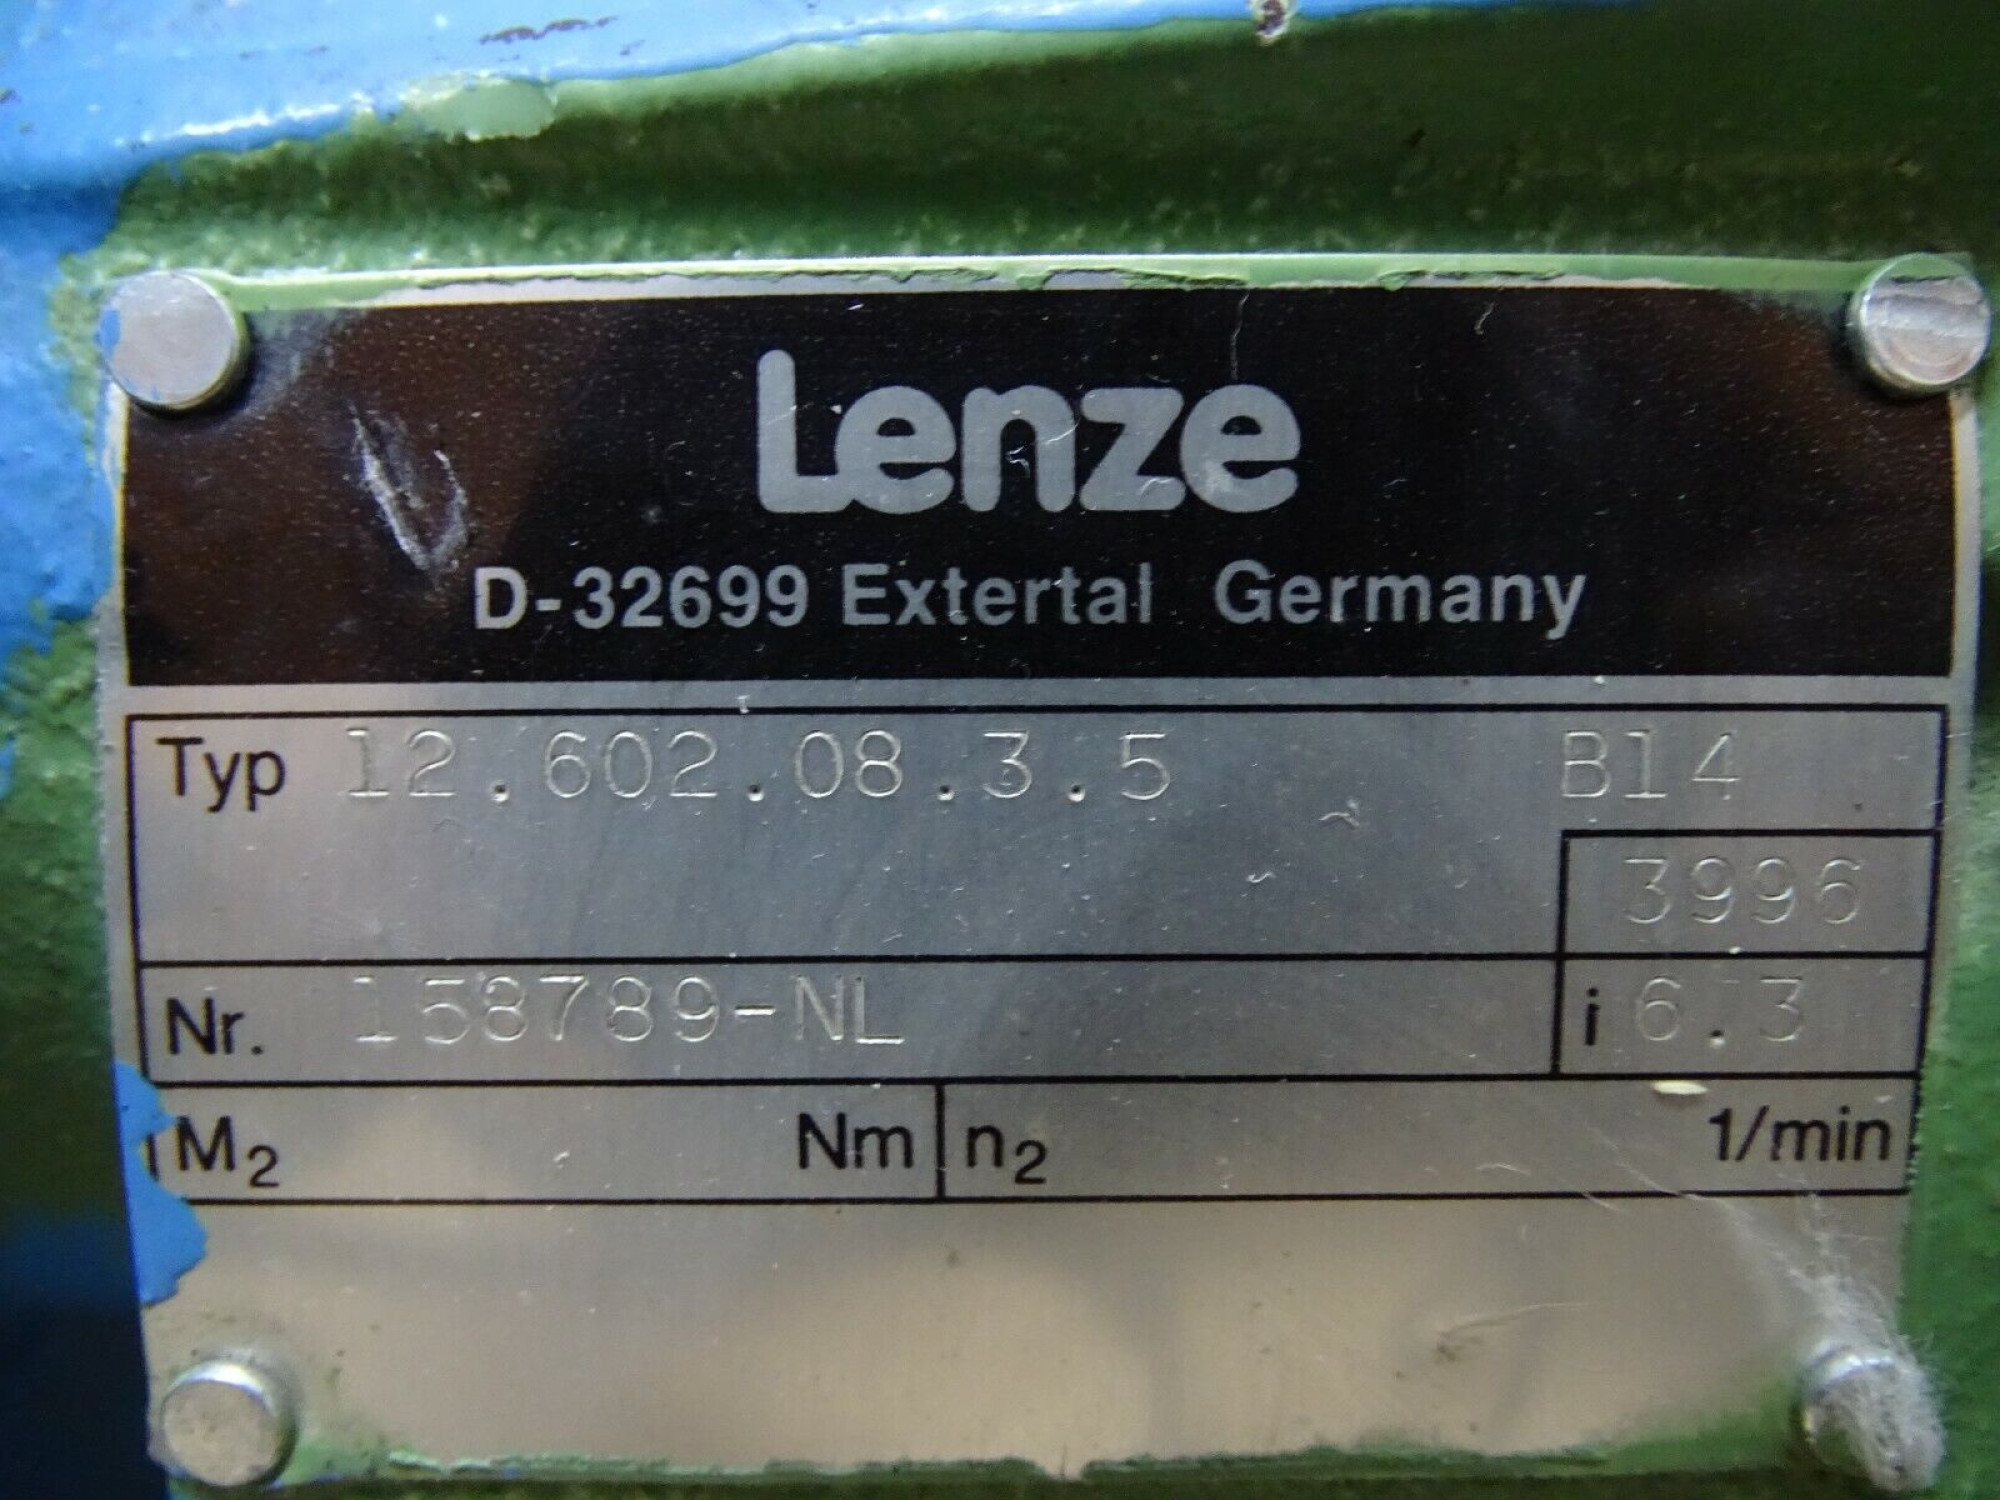 Lenze
D-32699 Extertal Germany
Typ 12.602.08.3.5 B14
3996
Nr. 158789-NL i 6.3
M2 Nm n2 1/min